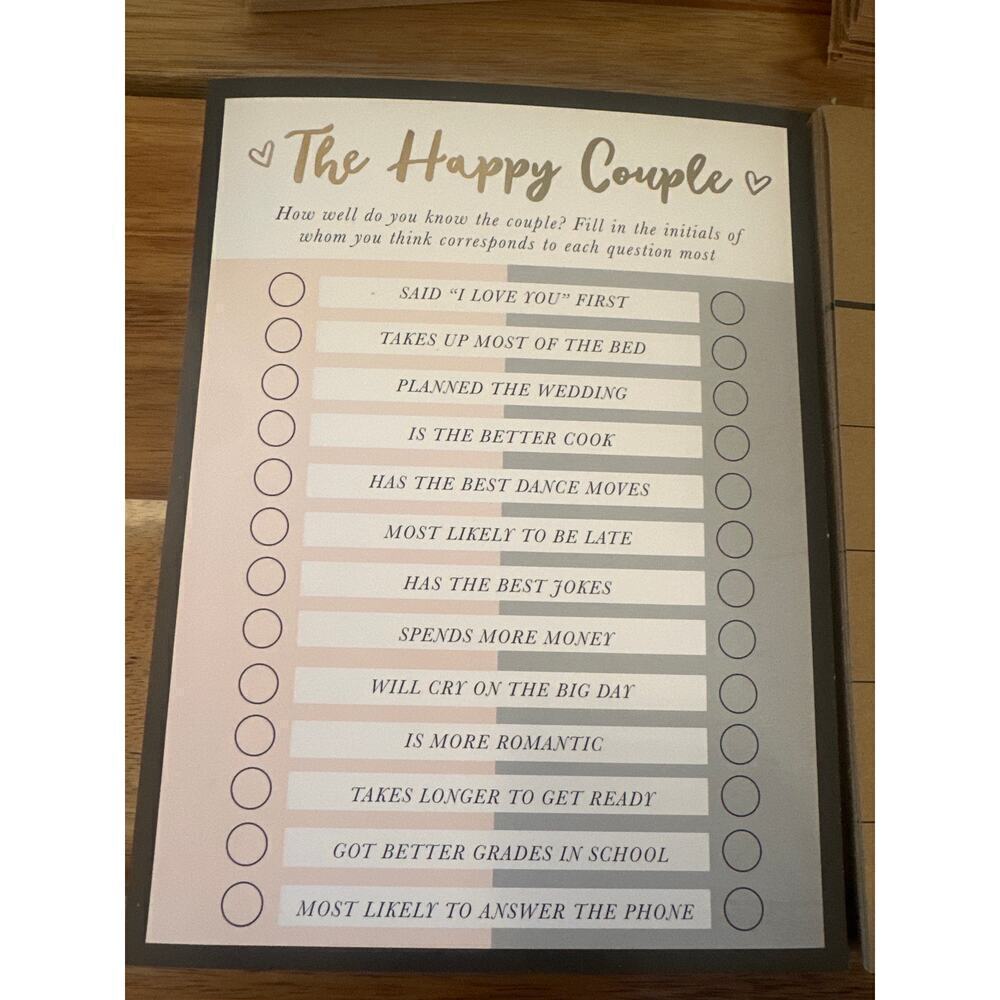 The Happy Couple
How well do you know the couple? Fill in the initials of
whom you think corresponds to each question most
SAID "I LOVE YOU" FIRST
TAKES UP MOST OF THE BED
PLANNED THE WEDDING
IS THE BETTER COOK
HAS THE BEST DANCE MOVES
MOST LIKELY TO BE LATE
HAS THE BEST JOKES
SPENDS MORE MONEY
WILL CRY ON THE BIG DAY
IS MORE ROMANTIC
TAKES LONGER TO GET READY
GOT BETTER GRADES IN SCHOOL
MOST LIKELY TO ANSWER THE PHONE